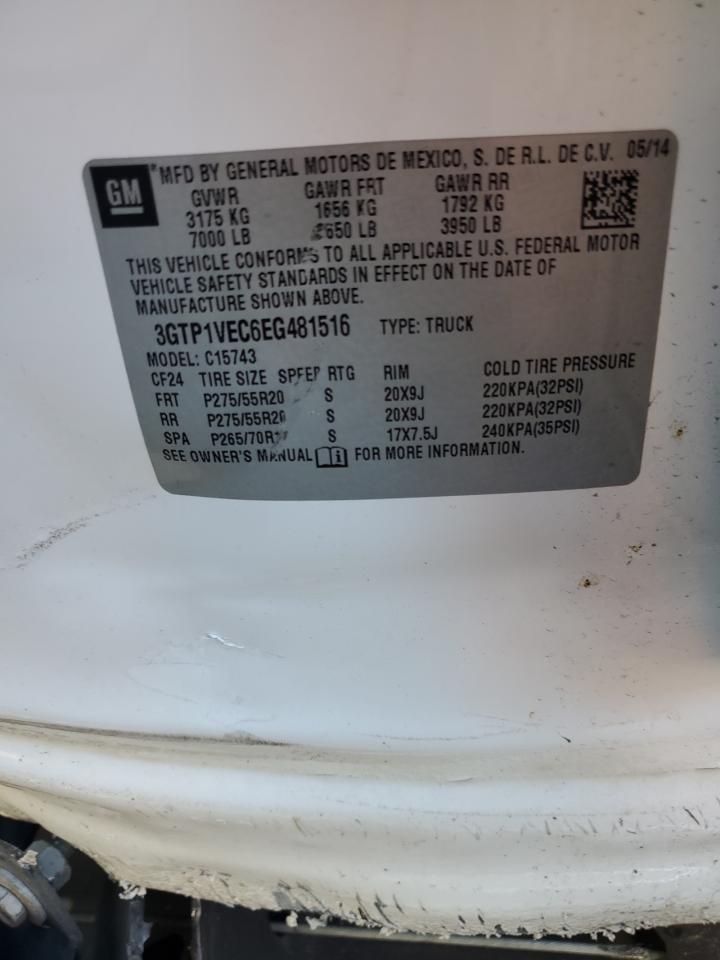 GM *MFD BY GENERAL MOTORS DE MEXICO, S. DE R.L. DE C.V. 05/14
GVWR GAWR FRT GAWR RR
3175 KG 1656 KG 1792 KG
7000 LB 650 LB 3950 LB
THIS VEHICLE CONFORMS TO ALL APPLICABLE U.S. FEDERAL MOTOR
VEHICLE SAFETY STANDARDS IN EFFECT ON THE DATE OF
MANUFACTURE SHOWN ABOVE.
3GTP1VEC6EG481516 TYPE: TRUCK
MODEL: C15743
CF24 TIRE SIZE SPEED RTG RIM COLD TIRE PRESSURE
FRT P275/55R20 S 20X9J 220KPA(32PSI)
RR P275/55R20 S 20X9J 220KPA(32PSI)
SPA P265/70R S 17X7.5J 240KPA(35PSI)
SEE OWNER'S MANUAL FOR MORE INFORMATION.